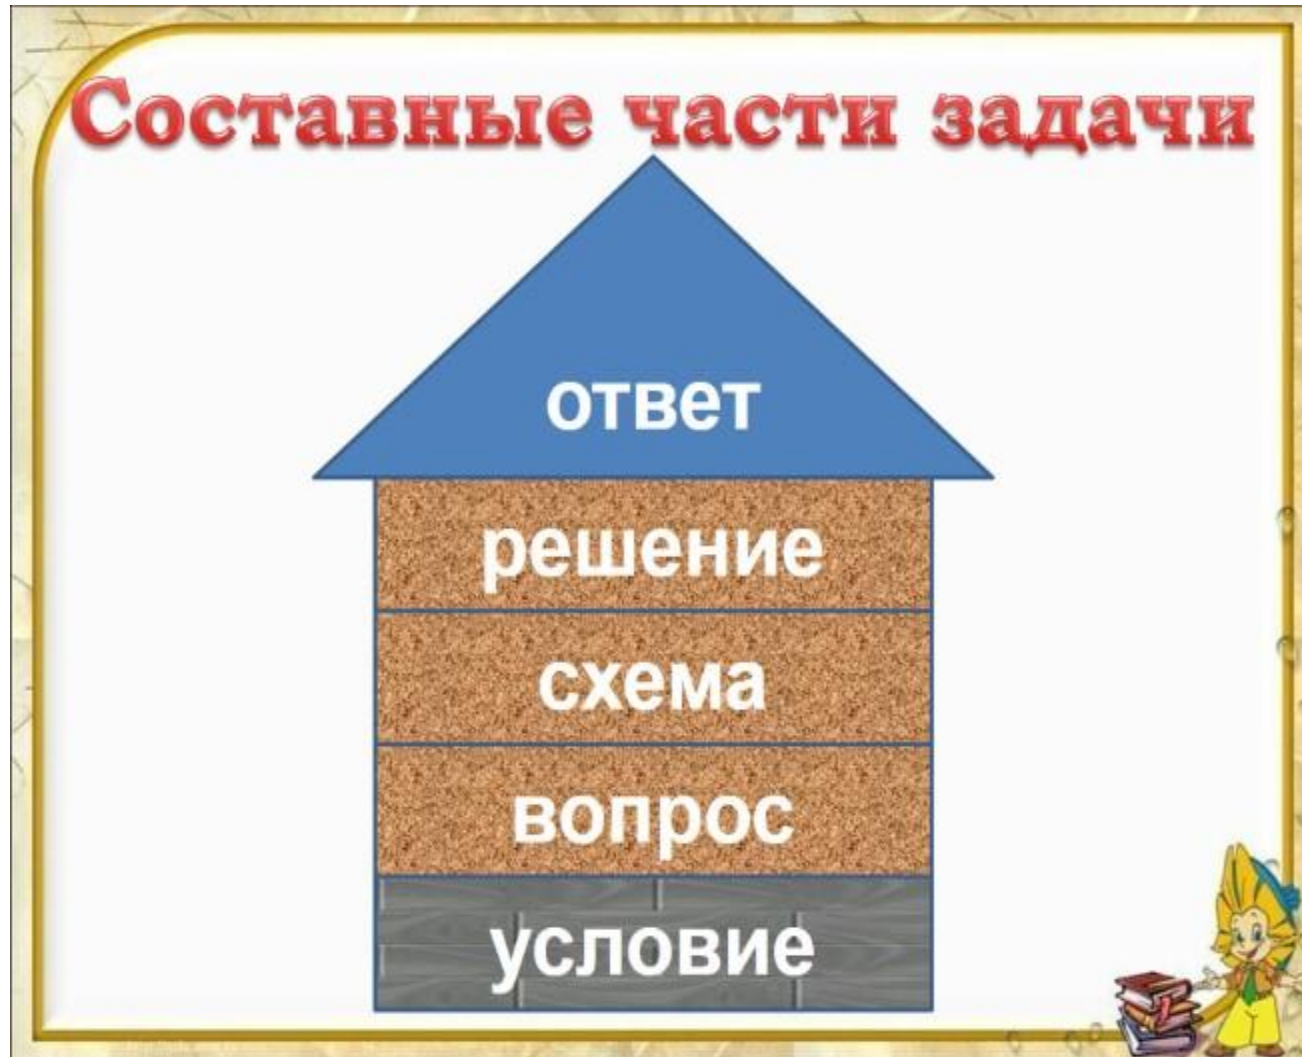 Составные части задачи
ответ
решение
схема
вопрос
условие